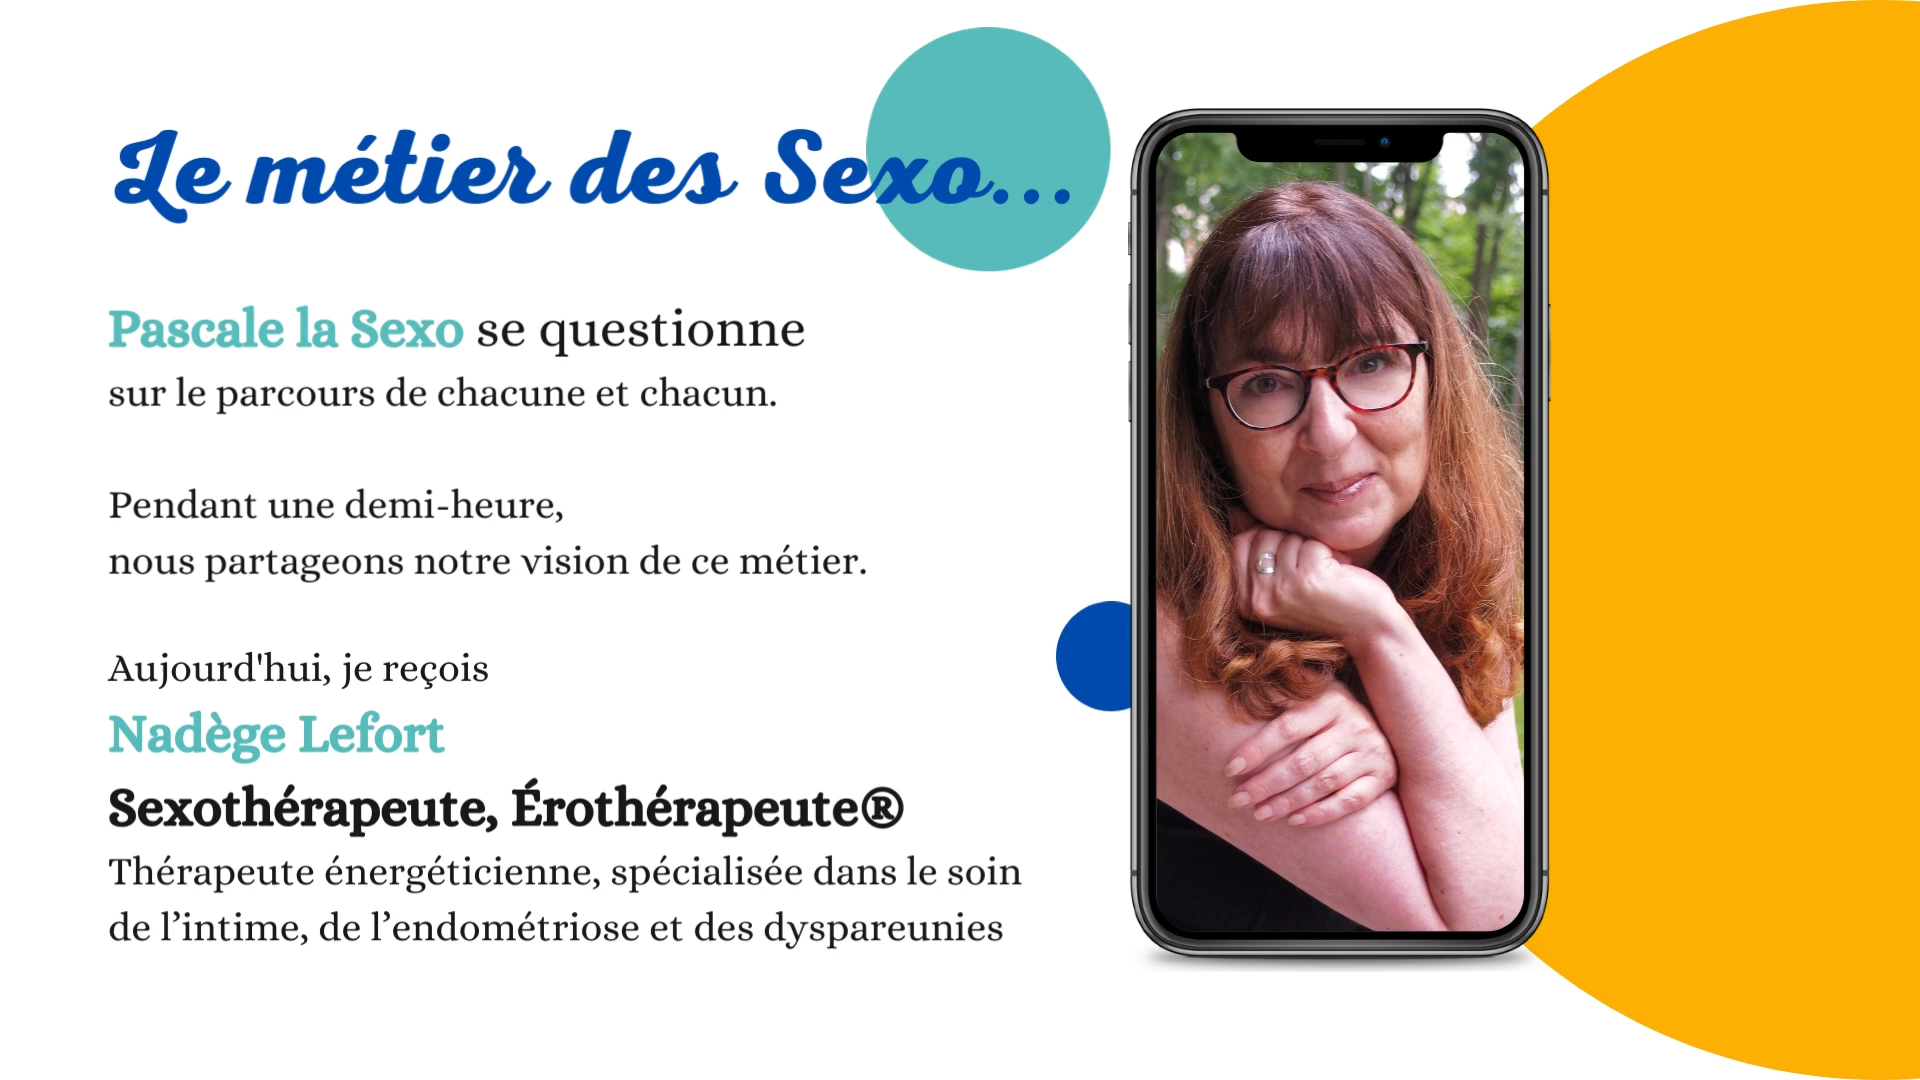 Le métier des Sexo...
Pascale la Sexo se questionne
sur le parcours de chacune et chacun.
Pendant une demi-heure,
nous partageons notre vision de ce métier.
Aujourd'hui, je reçois
Nadège Lefort
Sexothérapeute, Érothérapeute®
Thérapeute énergéticienne, spécialisée dans le soin
de l’intime, de l’endométriose et des dyspareunies